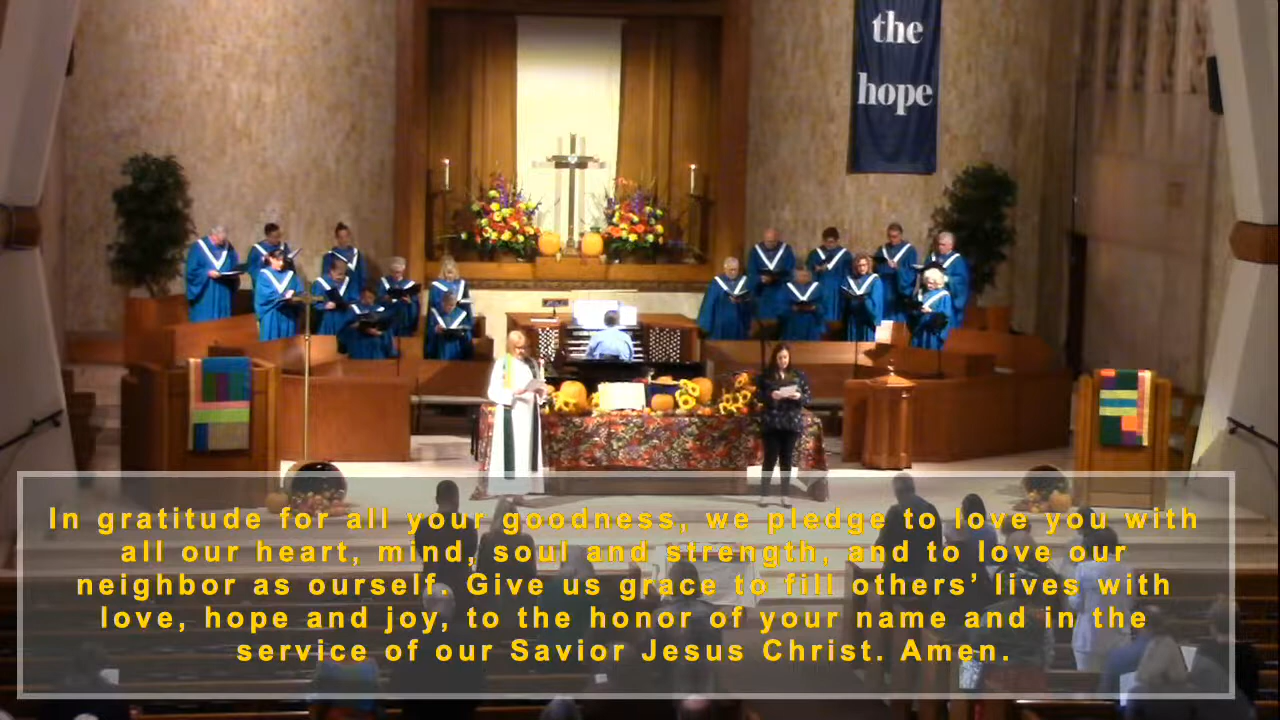 the
hope
In gratitude for all your goodness, we pledge to love you with
all our heart, mind, soul and strength, and to love our
neighbor as ourself. Give us grace to fill others’ lives with
love, hope and joy, to the honor of your name and in the
service of our Savior Jesus Christ. Amen.